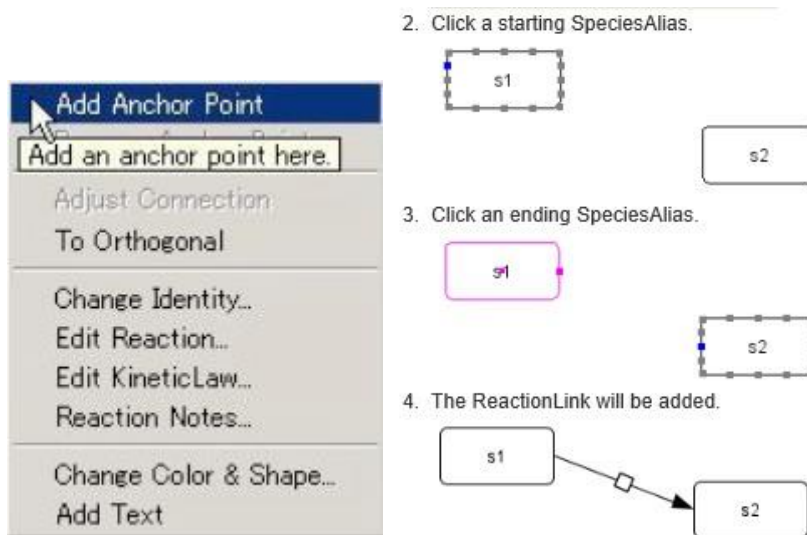 Add Anchor Point
Add an anchor point here.
Adjust Connection
To Orthogonal
Change Identity...
Edit Reaction...
Edit KineticLaw...
Reaction Notes...
Change Color & Shape...
Add Text
2. Click a starting SpeciesAlias.
s1
s2
3. Click an ending SpeciesAlias.
s1
s2
4. The ReactionLink will be added.
s1
s2